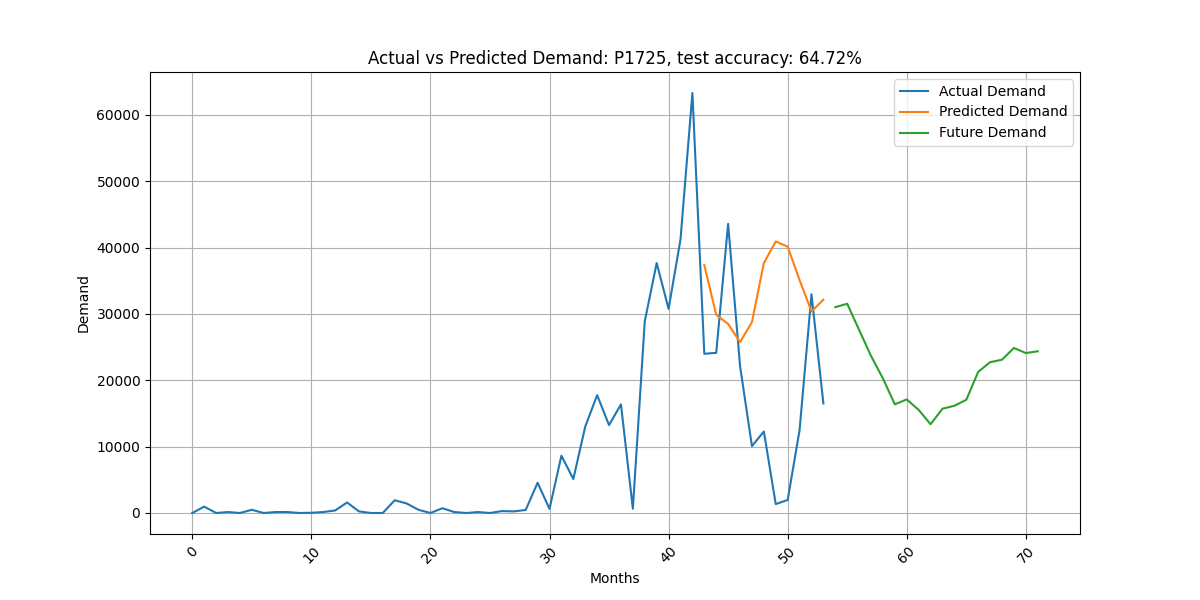 Actual vs Predicted Demand: P1725, test accuracy: 64.72%
Actual Demand
Predicted Demand
Future Demand
60000
50000
40000
30000
20000
10000
0
Demand
0 10 20 30 40 50 60 70
Months